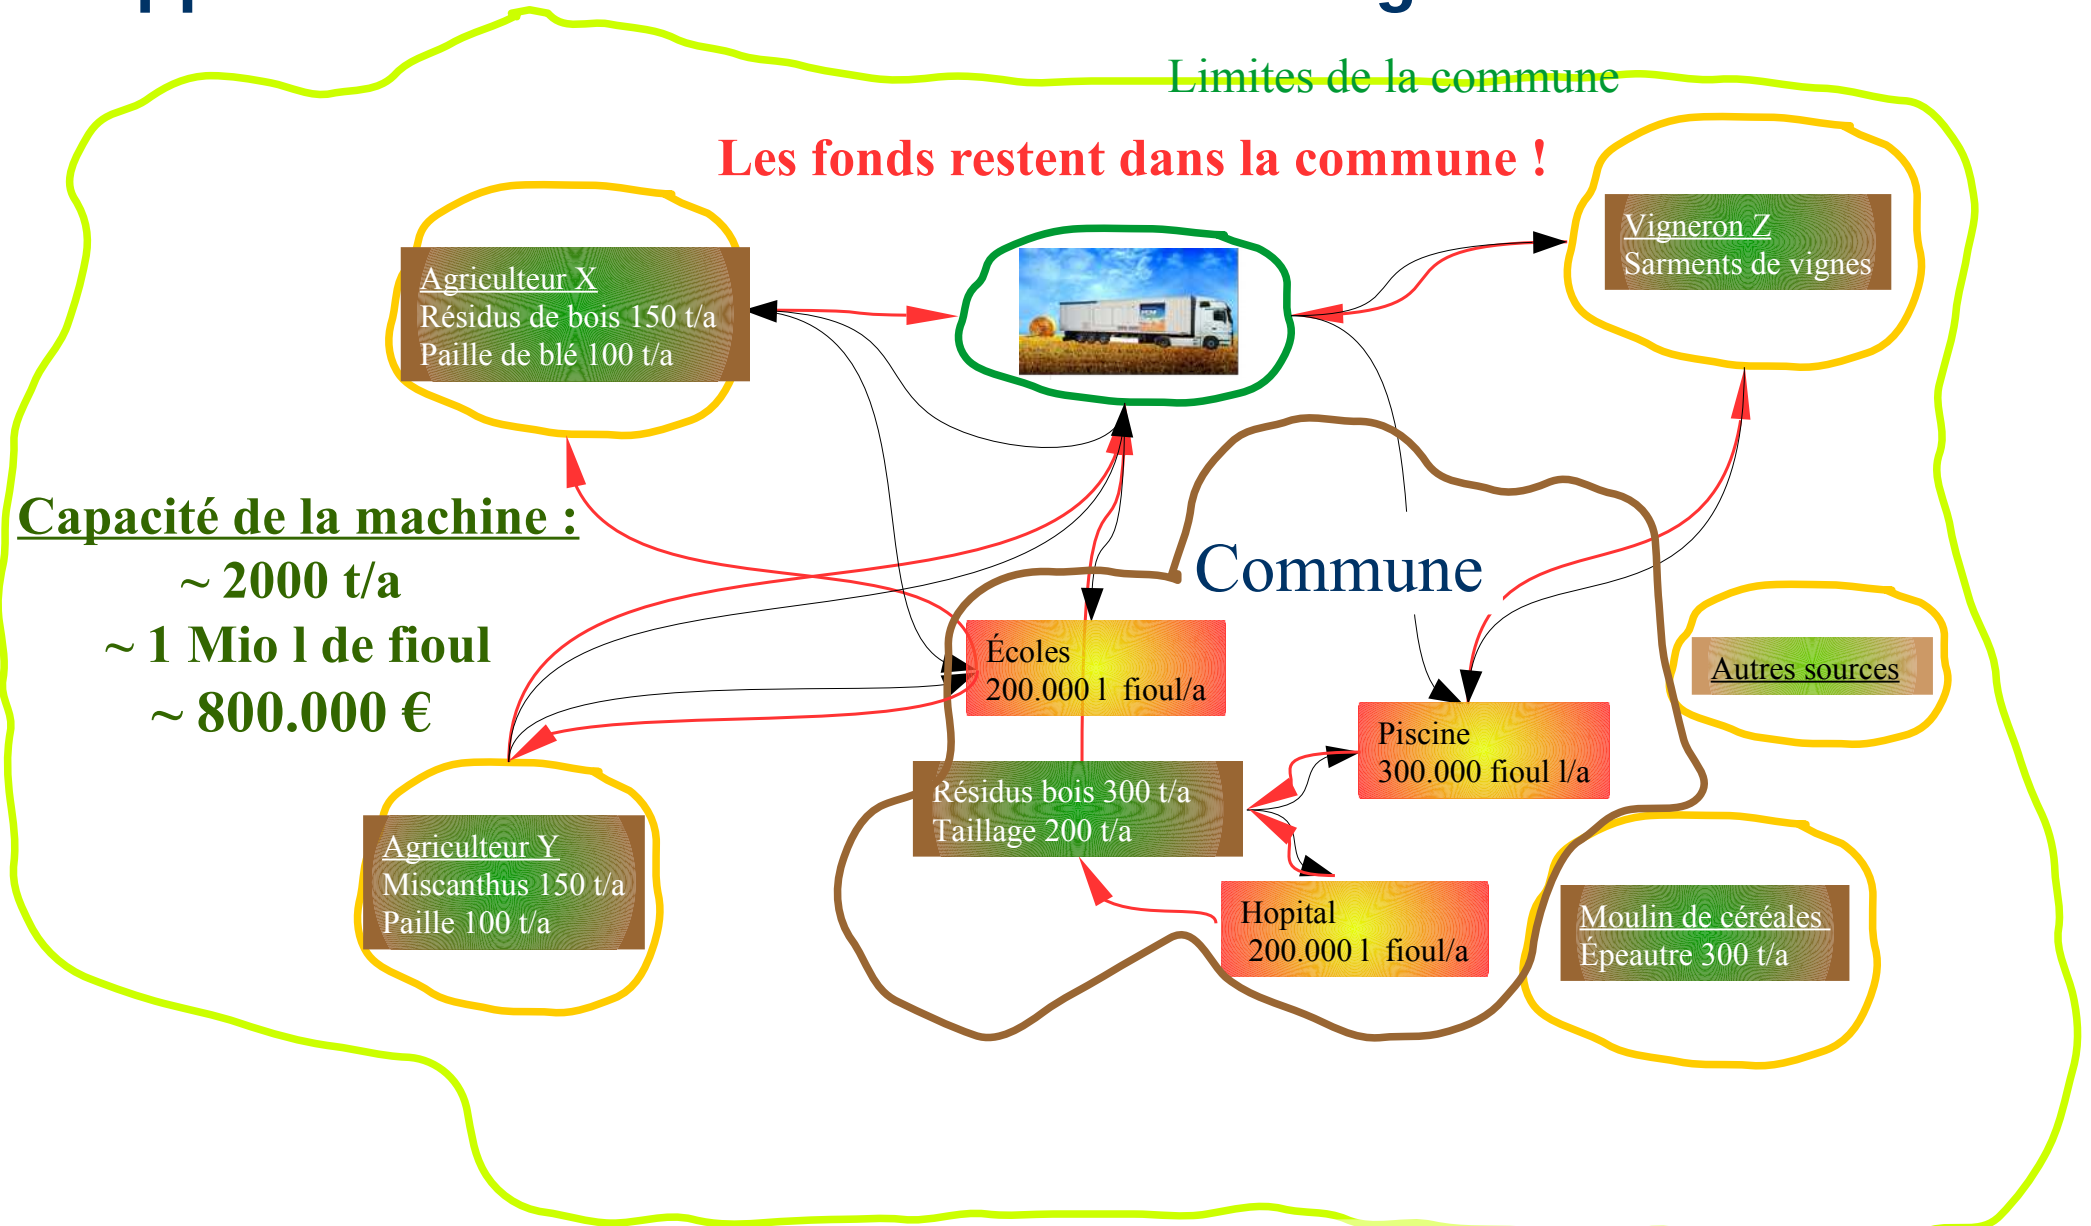 Limites de la commune
Les fonds restent dans la commune !
Vigneron Z
Sarments de vignes
Agriculteur X
Résidus de bois 150 t/a
Paille de blé 100 t/a
Capacité de la machine :
~ 2000 t/a
~ 1 Mio l de fioul
~ 800.000 €
Commune
Écoles
200.000 l  fioul/a
Autres sources
Piscine
300.000 fioul l/a
Résidus bois 300 t/a
Taillage 200 t/a
Agriculteur Y
Miscanthus 150 t/a
Paille 100 t/a
Hopital
200.000 l  fioul/a
Moulin de céréales
Épeautre 300 t/a